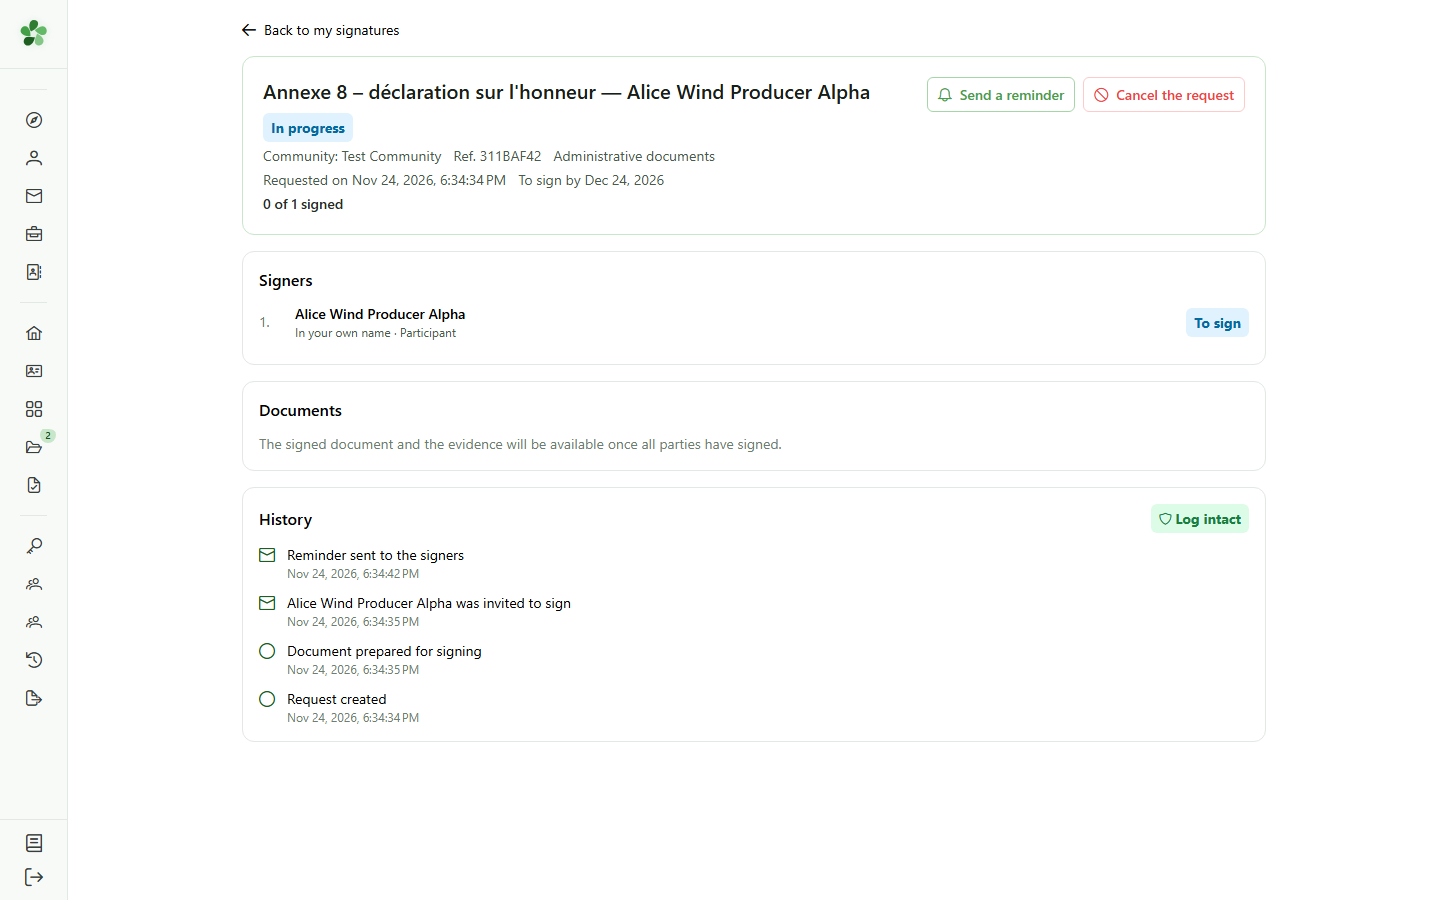 Back to my signatures
Annexe 8 – déclaration sur l'honneur — Alice Wind Producer Alpha
Send a reminder
Cancel the request
In progress
Community: Test Community Ref. 311BAF42 Administrative documents
Requested on Nov 24, 2026, 6:34:34 PM To sign by Dec 24, 2026
0 of 1 signed
Signers
1.
Alice Wind Producer Alpha
In your own name · Participant
To sign
Documents
The signed document and the evidence will be available once all parties have signed.
2
History
Log intact
Reminder sent to the signers
Nov 24, 2026, 6:34:42 PM
Alice Wind Producer Alpha was invited to sign
Nov 24, 2026, 6:34:35 PM
Document prepared for signing
Nov 24, 2026, 6:34:35 PM
Request created
Nov 24, 2026, 6:34:34 PM